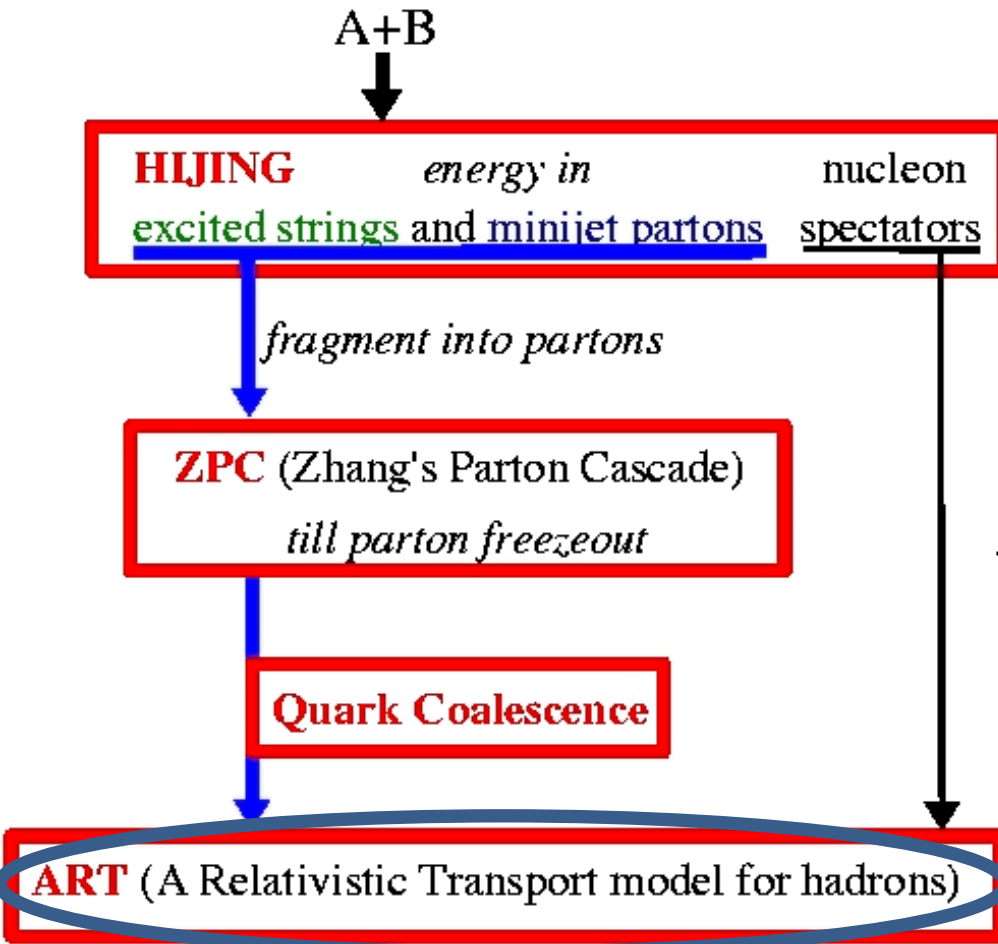 A+B
HIJING energy in nucleon
excited strings and minijet partons spectators
fragment into partons
ZPC (Zhang's Parton Cascade)
till parton freezeout
Quark Coalescence
ART (A Relativistic Transport model for hadrons)